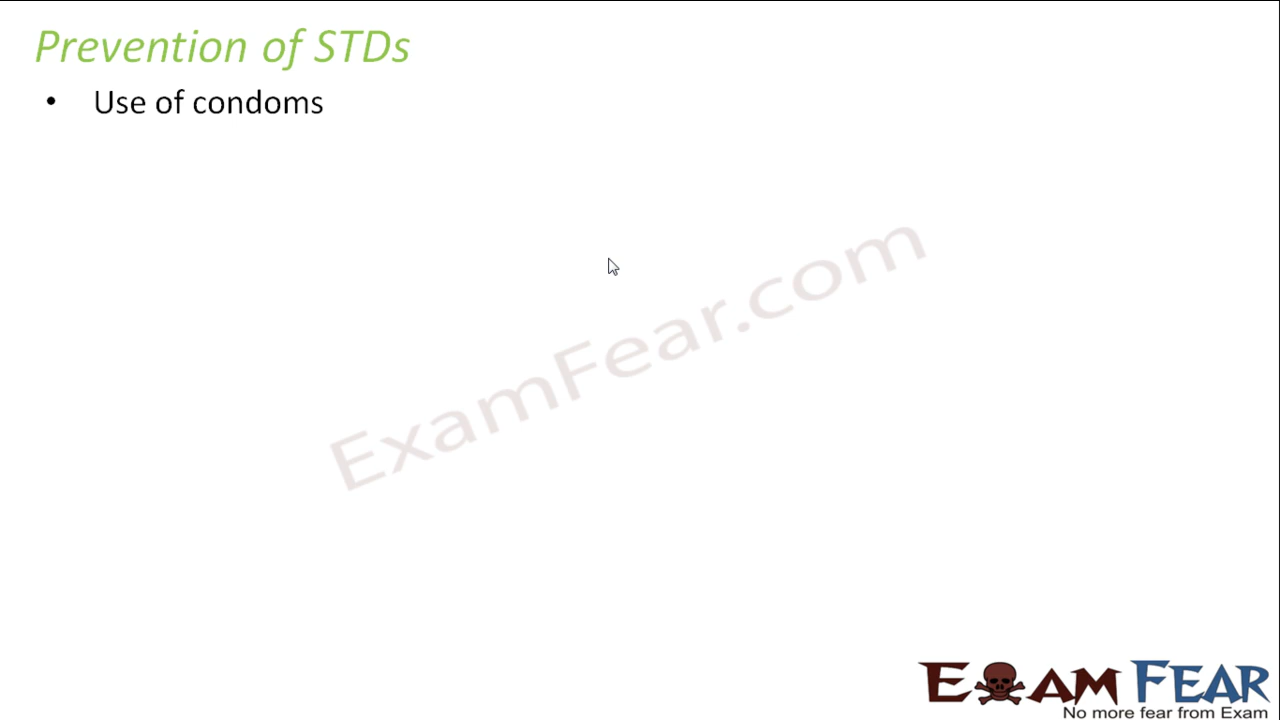 Prevention of STDs
• Use of condoms
ExamFear.com
EXAM FEAR
No more fear from Exam